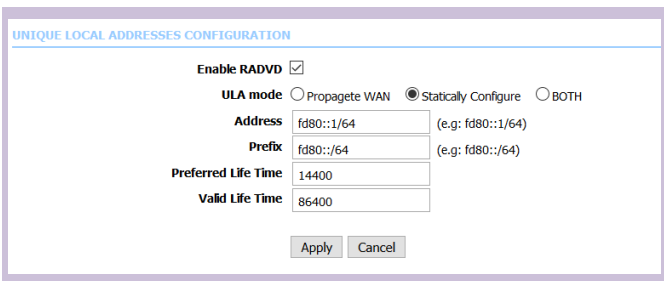 UNIQUE LOCAL ADDRESSES CONFIGURATION
Enable RADVD
ULA mode Propagete WAN Statically Configure BOTH
Address fd80::1/64 (e.g: fd80::1/64)
Prefix fd80::/64 (e.g: fd80::/64)
Preferred Life Time 14400
Valid Life Time 86400
Apply Cancel